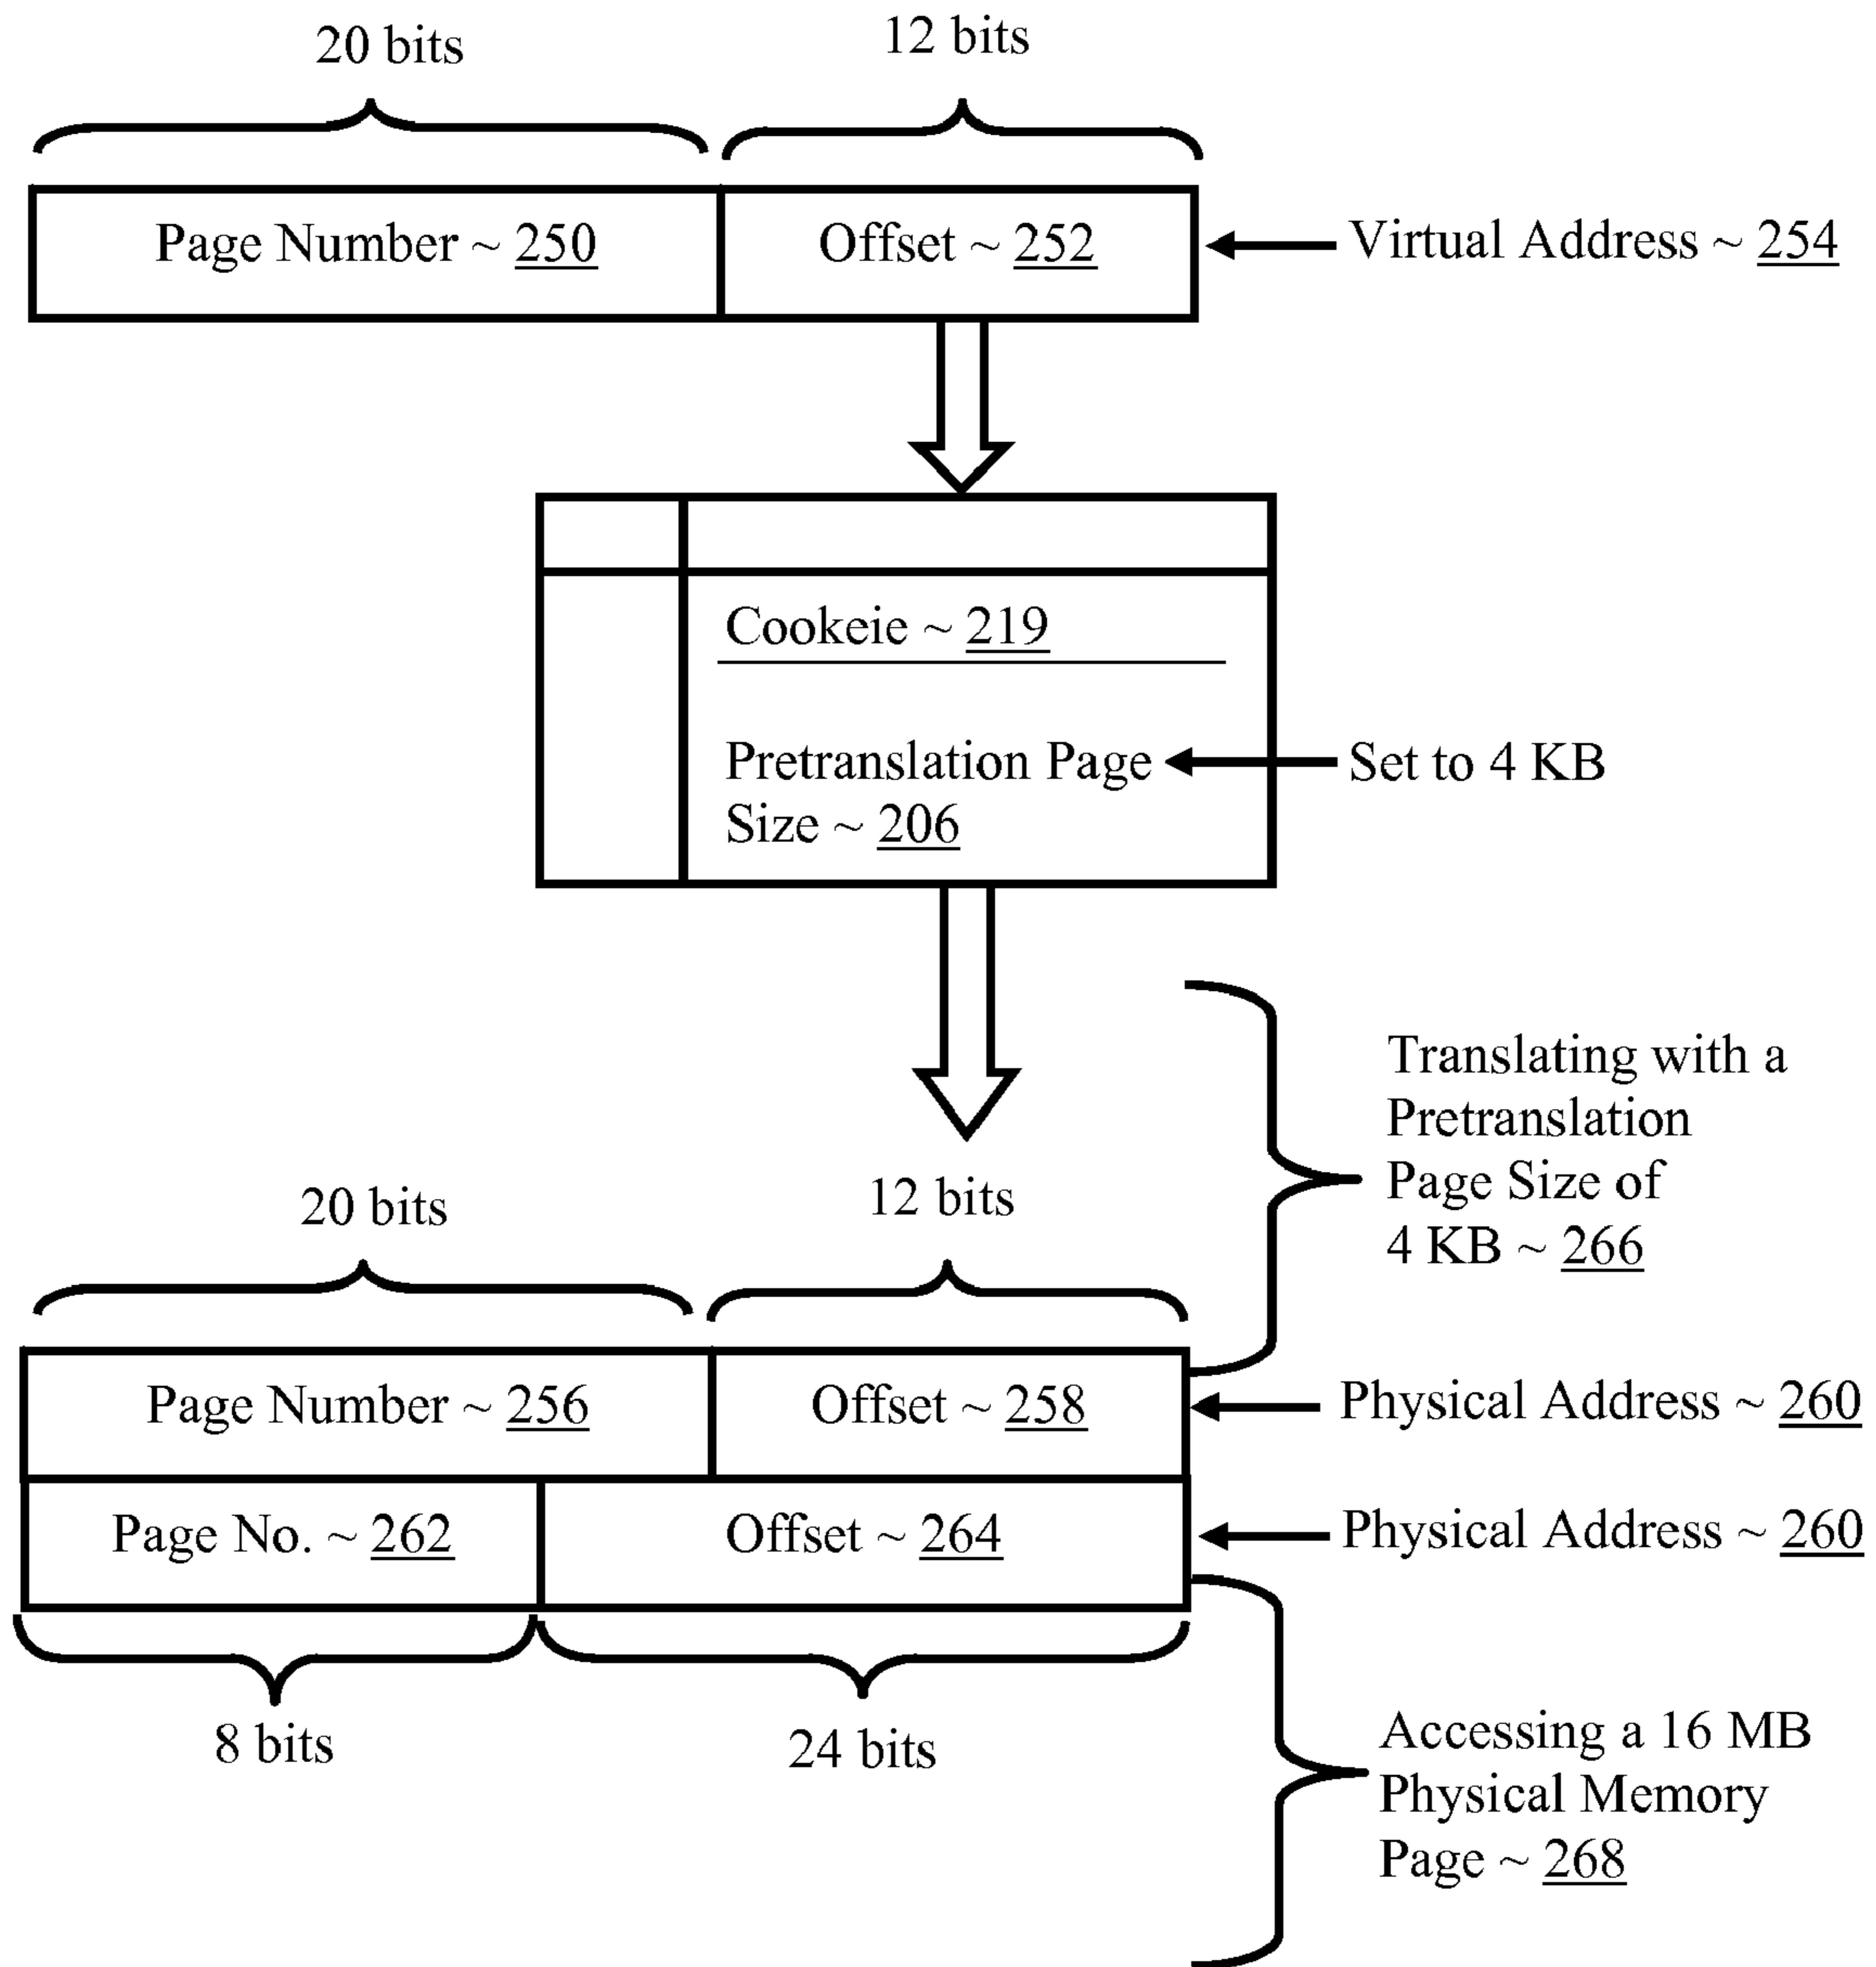 20 bits
12 bits
Page Number ~ 250
Offset ~ 252
Virtual Address ~ 254
Cookeie ~ 219
Pretranslation Page
Size ~ 206
Set to 4 KB
Translating with a
Pretranslation
Page Size of
4 KB ~ 266
20 bits
12 bits
Page Number ~ 256
Offset ~ 258
Physical Address ~ 260
Page No. ~ 262
Offset ~ 264
Physical Address ~ 260
8 bits
24 bits
Accessing a 16 MB
Physical Memory
Page ~ 268